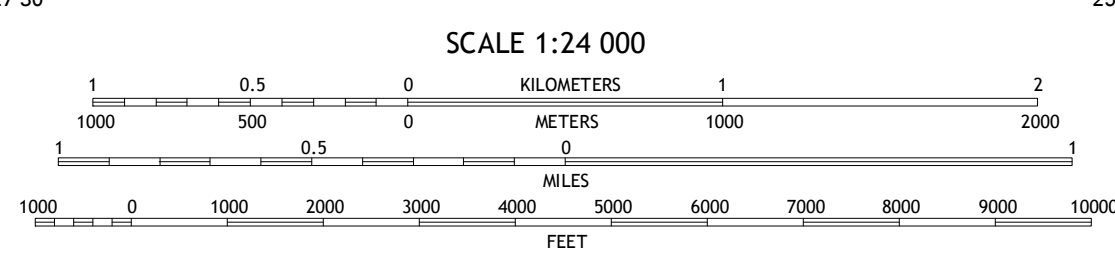 SCALE 1:24 000
1 0.5 0 KILOMETERS 1 2
1000 500 0 METERS 1000 2000
1 0.5 0 1
MILES
1000 0 1000 2000 3000 4000 5000 6000 7000 8000 9000 10000
FEET